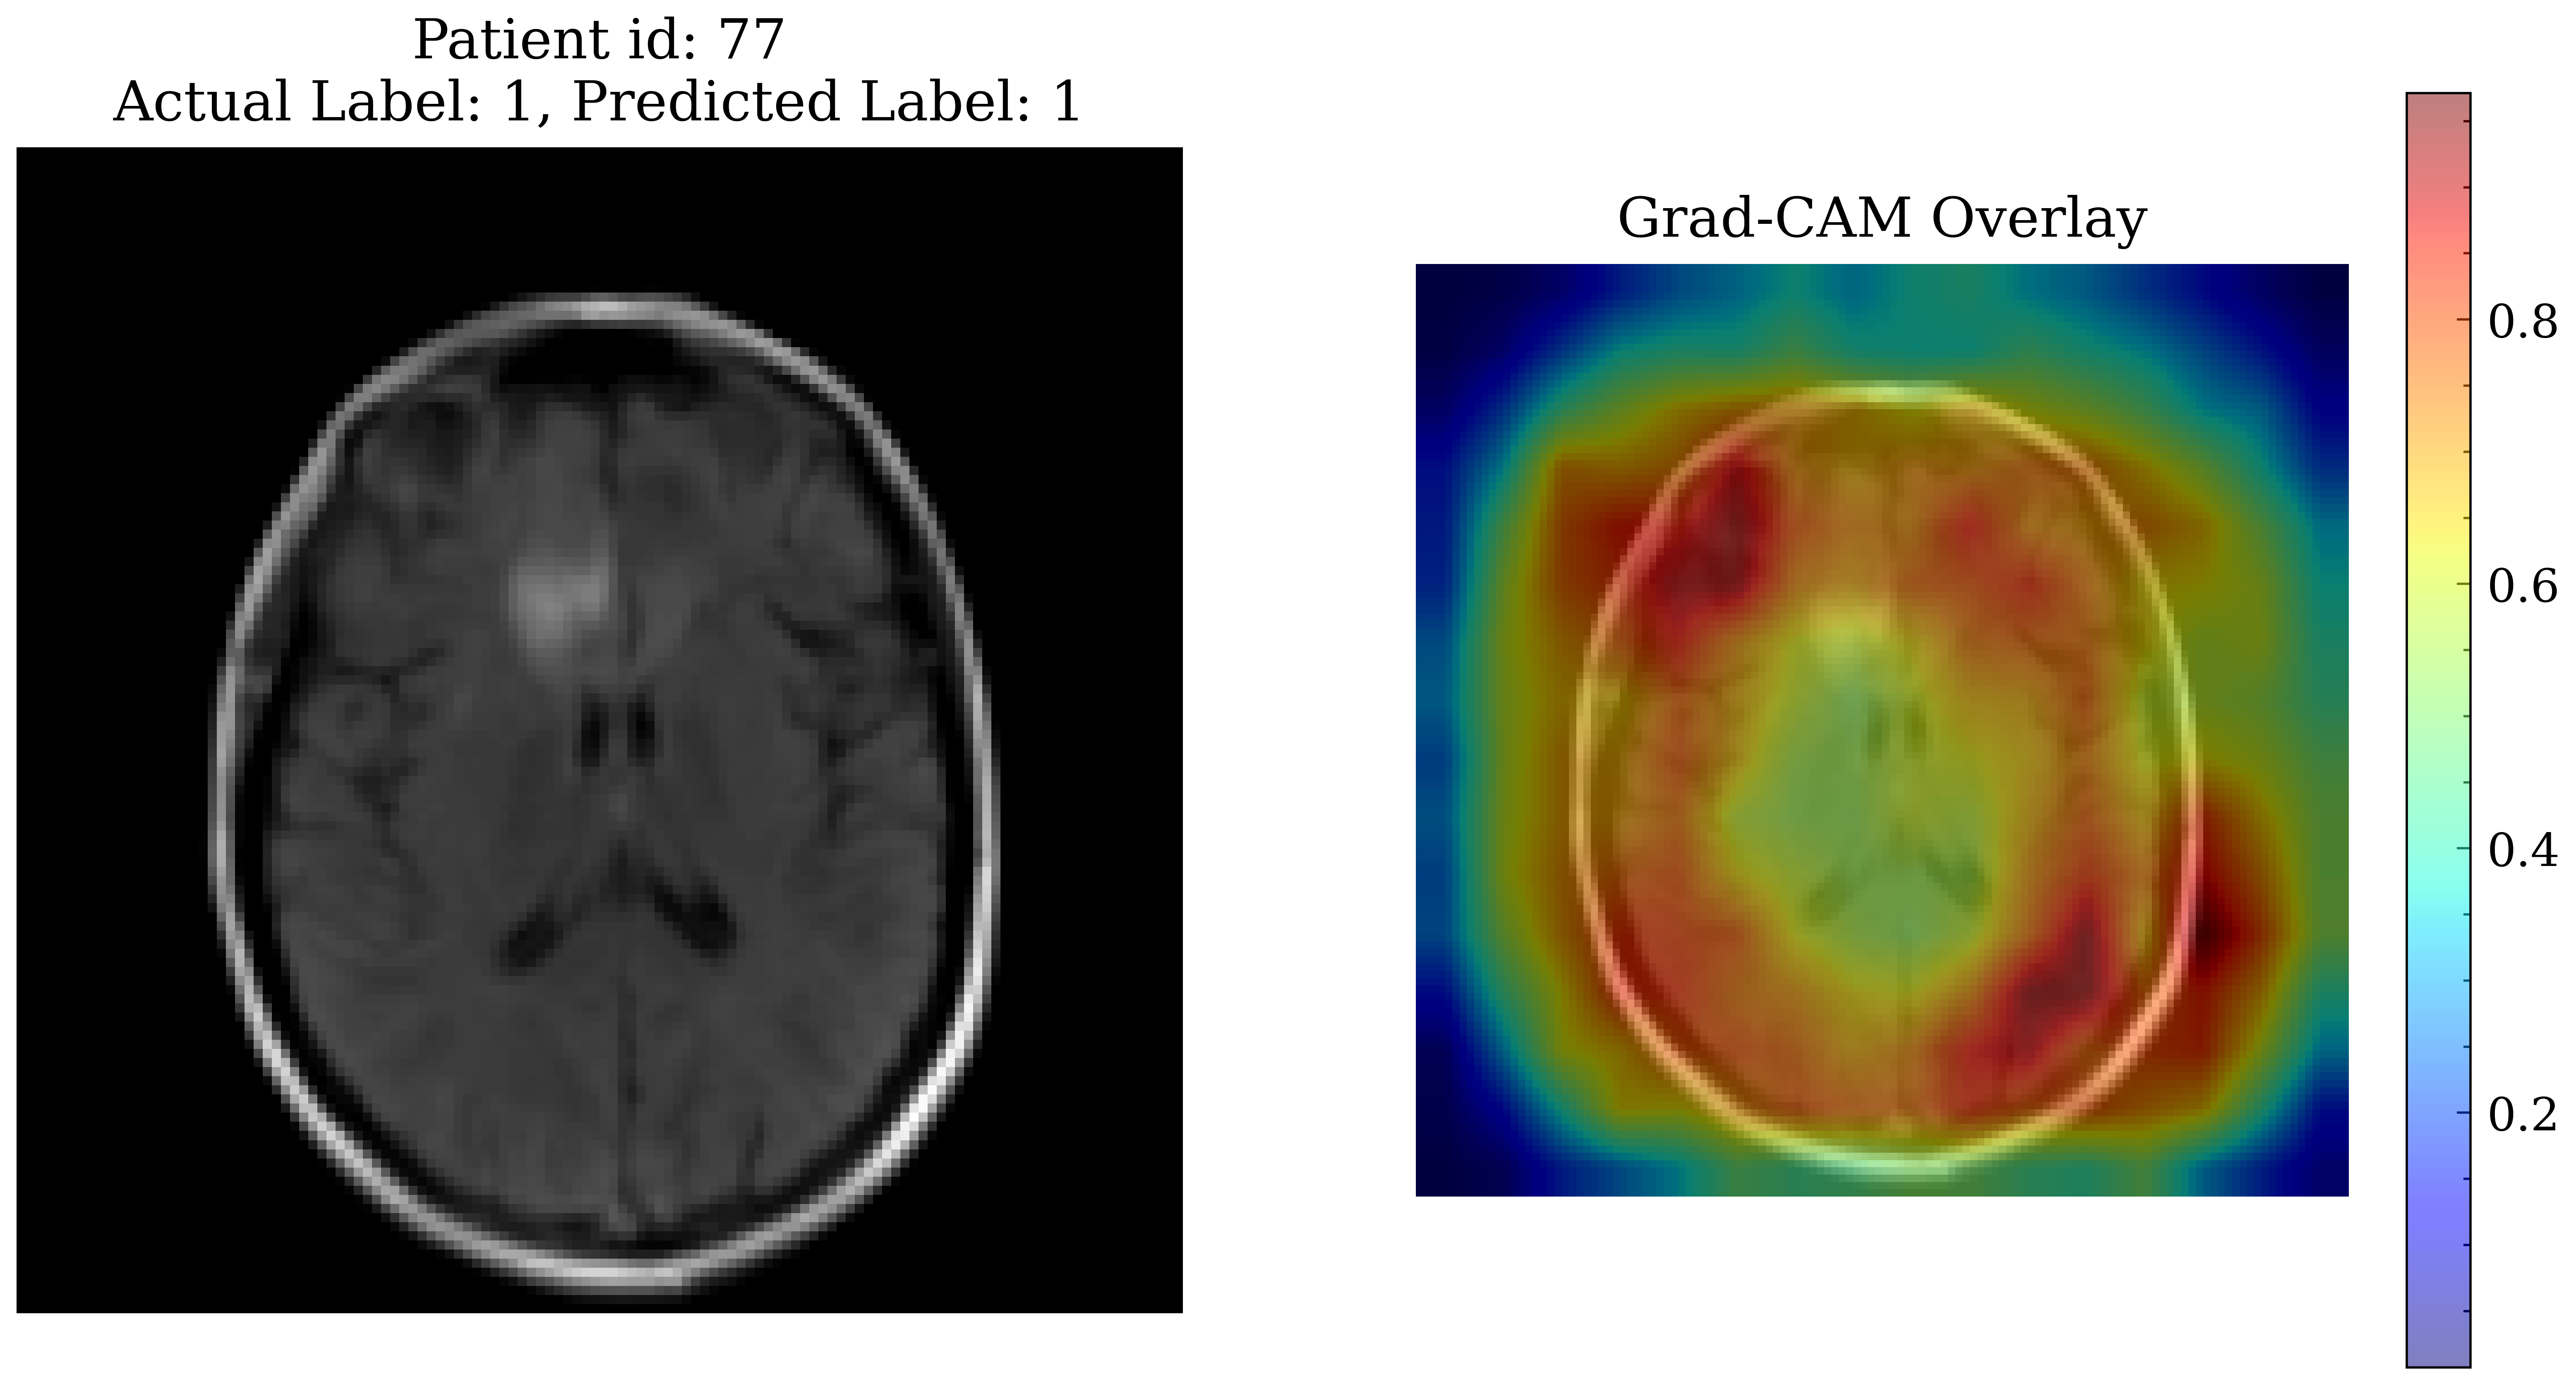 Patient id: 77
Actual Label: 1, Predicted Label: 1
Grad-CAM Overlay
0.8
0.6
0.4
0.2